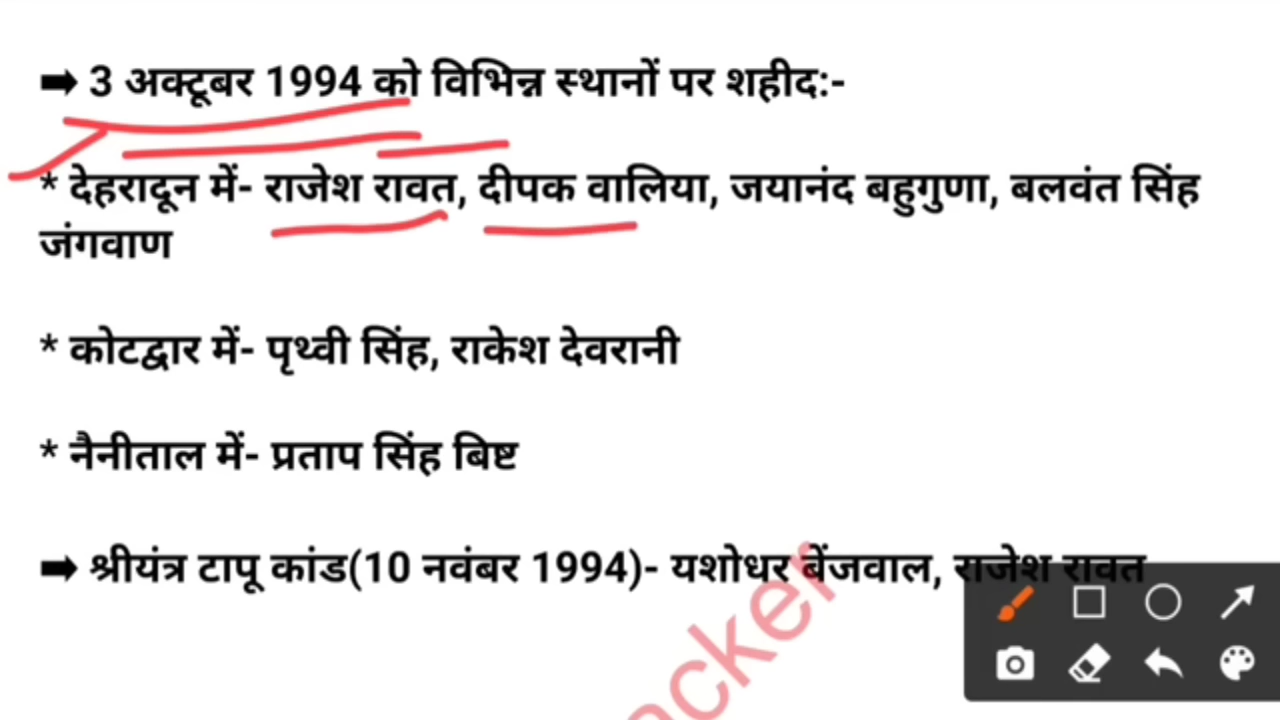 ➡ 3 अक्टूबर 1994 को विभिन्न स्थानों पर शहीद:-
* देहरादून में- राजेश रावत, दीपक वालिया, जयानंद बहुगुणा, बलवंत सिंह
जंगवाण
* कोटद्वार में- पृथ्वी सिंह, राकेश देवरानी
* नैनीताल में- प्रताप सिंह बिष्ट
➡ श्रीयंत्र टापू कांड(10 नवंबर 1994)- यशोधर बेंजवाल, राजेश रावत